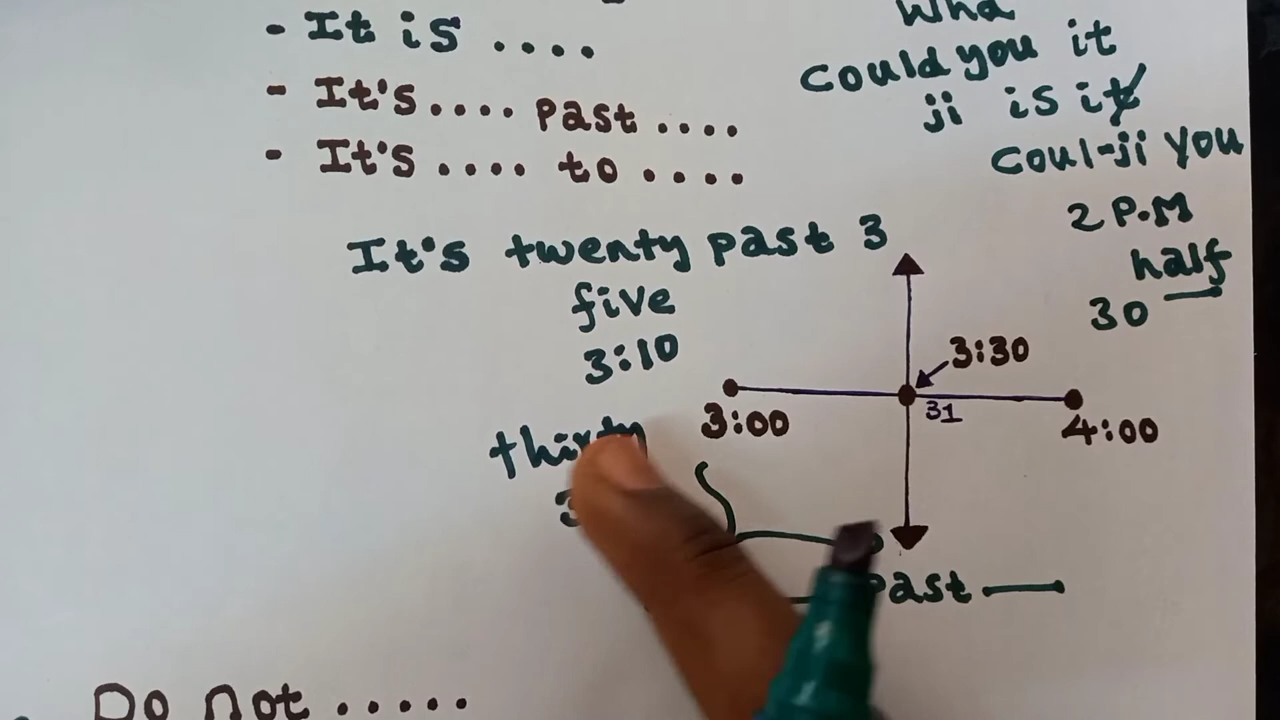 - It is ....
- It's .... past ....
- It's .... to ....
could you it
ji is it
coul-ji you
2 P.M
half
30
It's twenty past 3
five
3:10
3:30
3:00
31
4:00
past
Do not .....